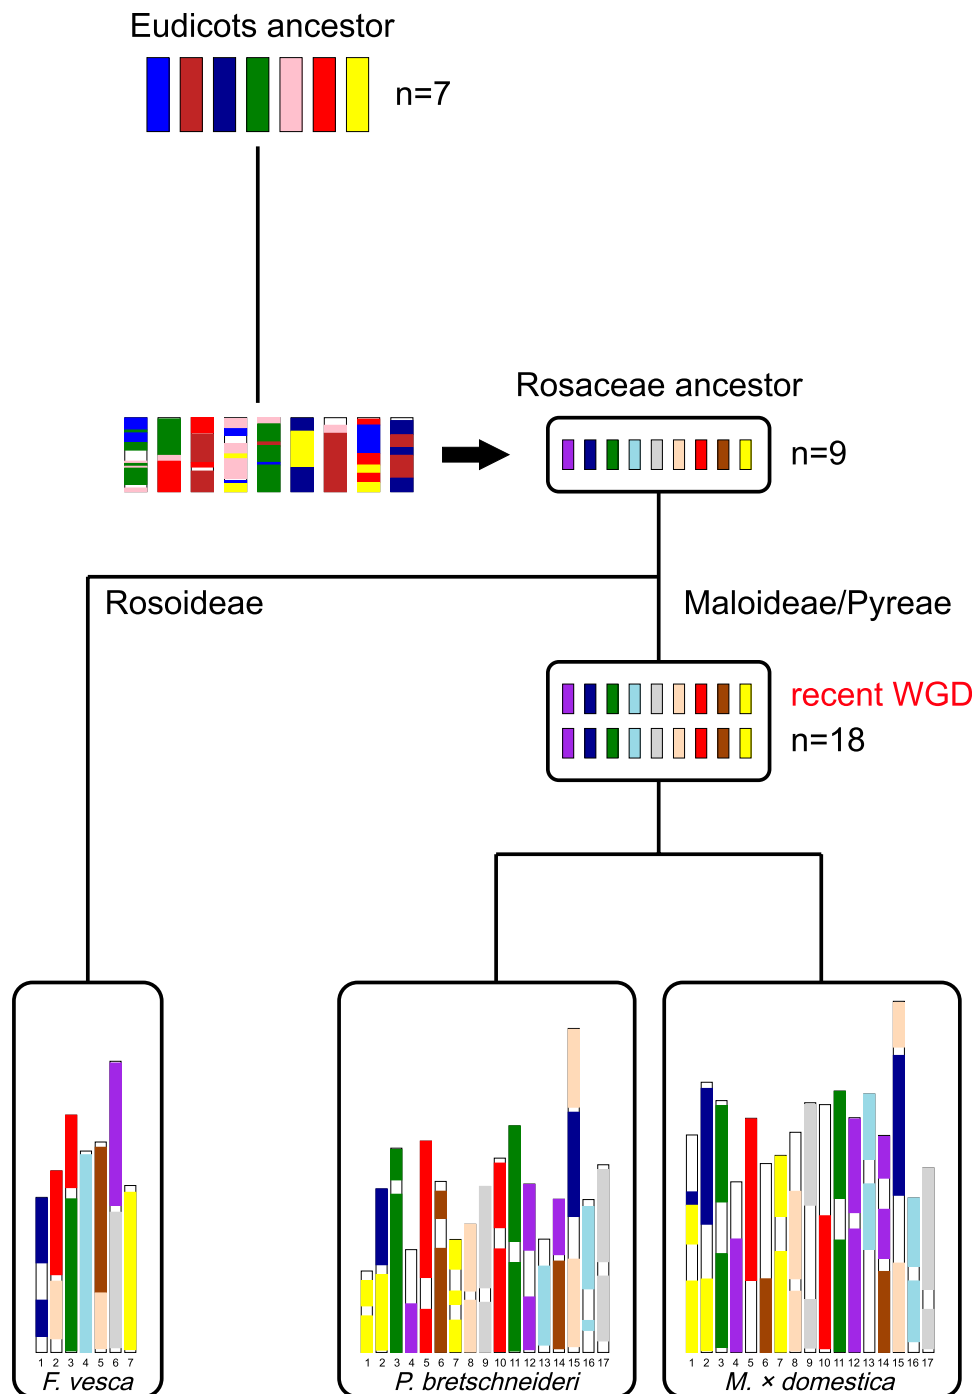 Eudicots ancestor
n=7
Rosaceae ancestor
n=9
Rosoideae
Maloideae/Pyreae
recent WGD
n=18
1 2 3 4 5 6 7
F. vesca
1 2 3 4 5 6 7 8 9 10 11 12 13 14 15 16 17
P. bretschneideri
1 2 3 4 5 6 7 8 9 10 11 12 13 14 15 16 17
M. × domestica